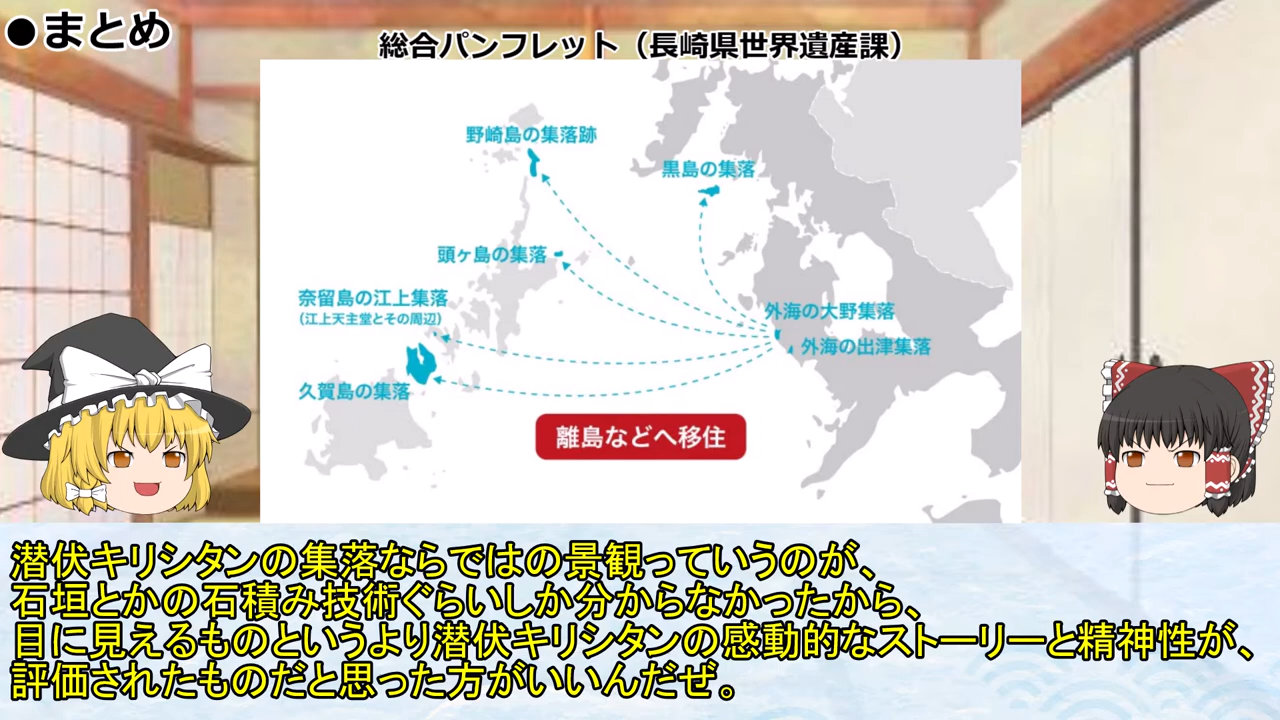 ●まとめ
総合パンフレット（長崎県世界遺産課）
野崎島の集落跡
黒島の集落
頭ヶ島の集落
奈留島の江上集落
（江上天主堂とその周辺）
外海の大野集落
外海の出津集落
久賀島の集落
離島などへ移住
潜伏キリシタンの集落ならではの景観っていうのが、
石垣とかの石積み技術ぐらいしか分からなかったから、
目に見えるものというより潜伏キリシタンの感動的なストーリーと精神性が、
評価されたものだと思った方がいいんだぜ。